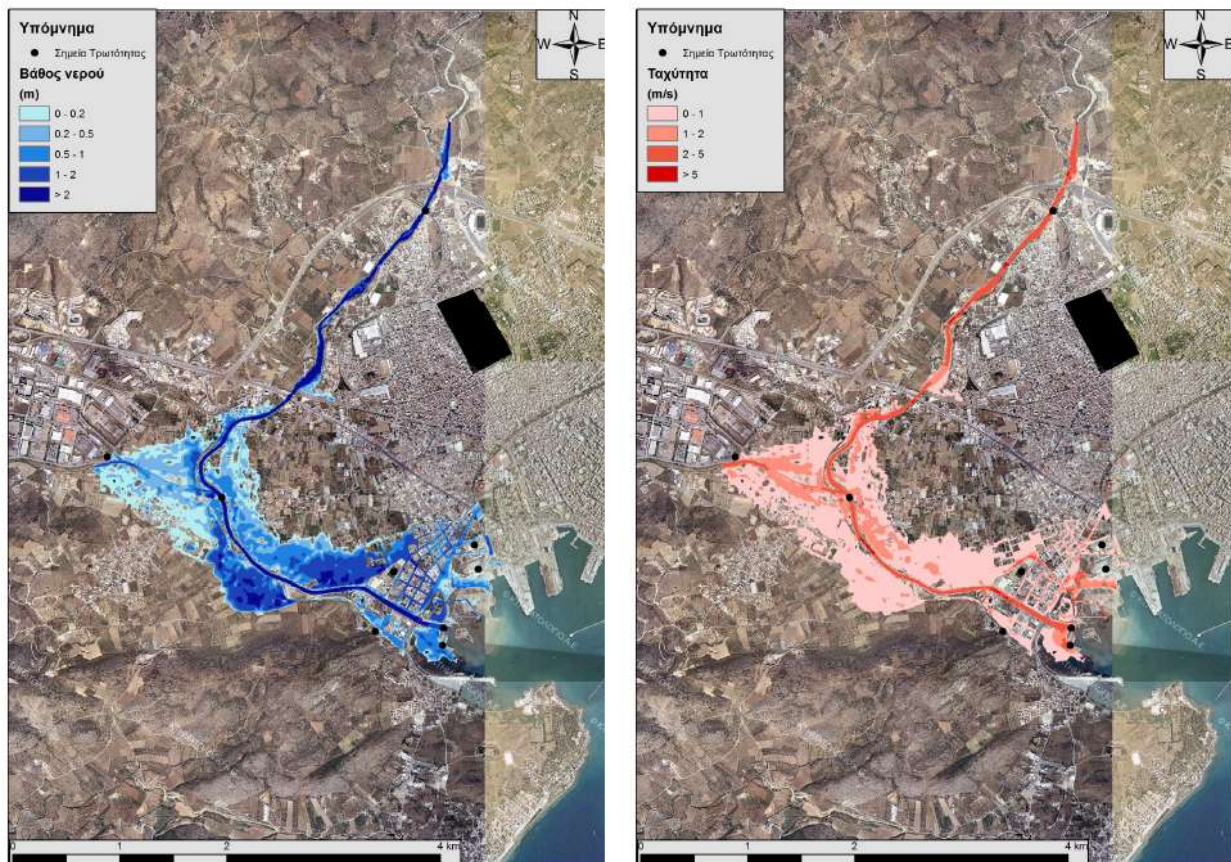 Υπόμνημα
Σημεία Τρωτότητας
Βάθος νερού
(m)
0 - 0.2
0.2 - 0.5
0.5 - 1
1 - 2
> 2
N
W E
S
0 1 2 4 km
Υπόμνημα
Σημεία Τρωτότητας
Ταχύτητα
(m/s)
0 - 1
1 - 2
2 - 5
> 5
N
W E
S
0 1 2 4 km